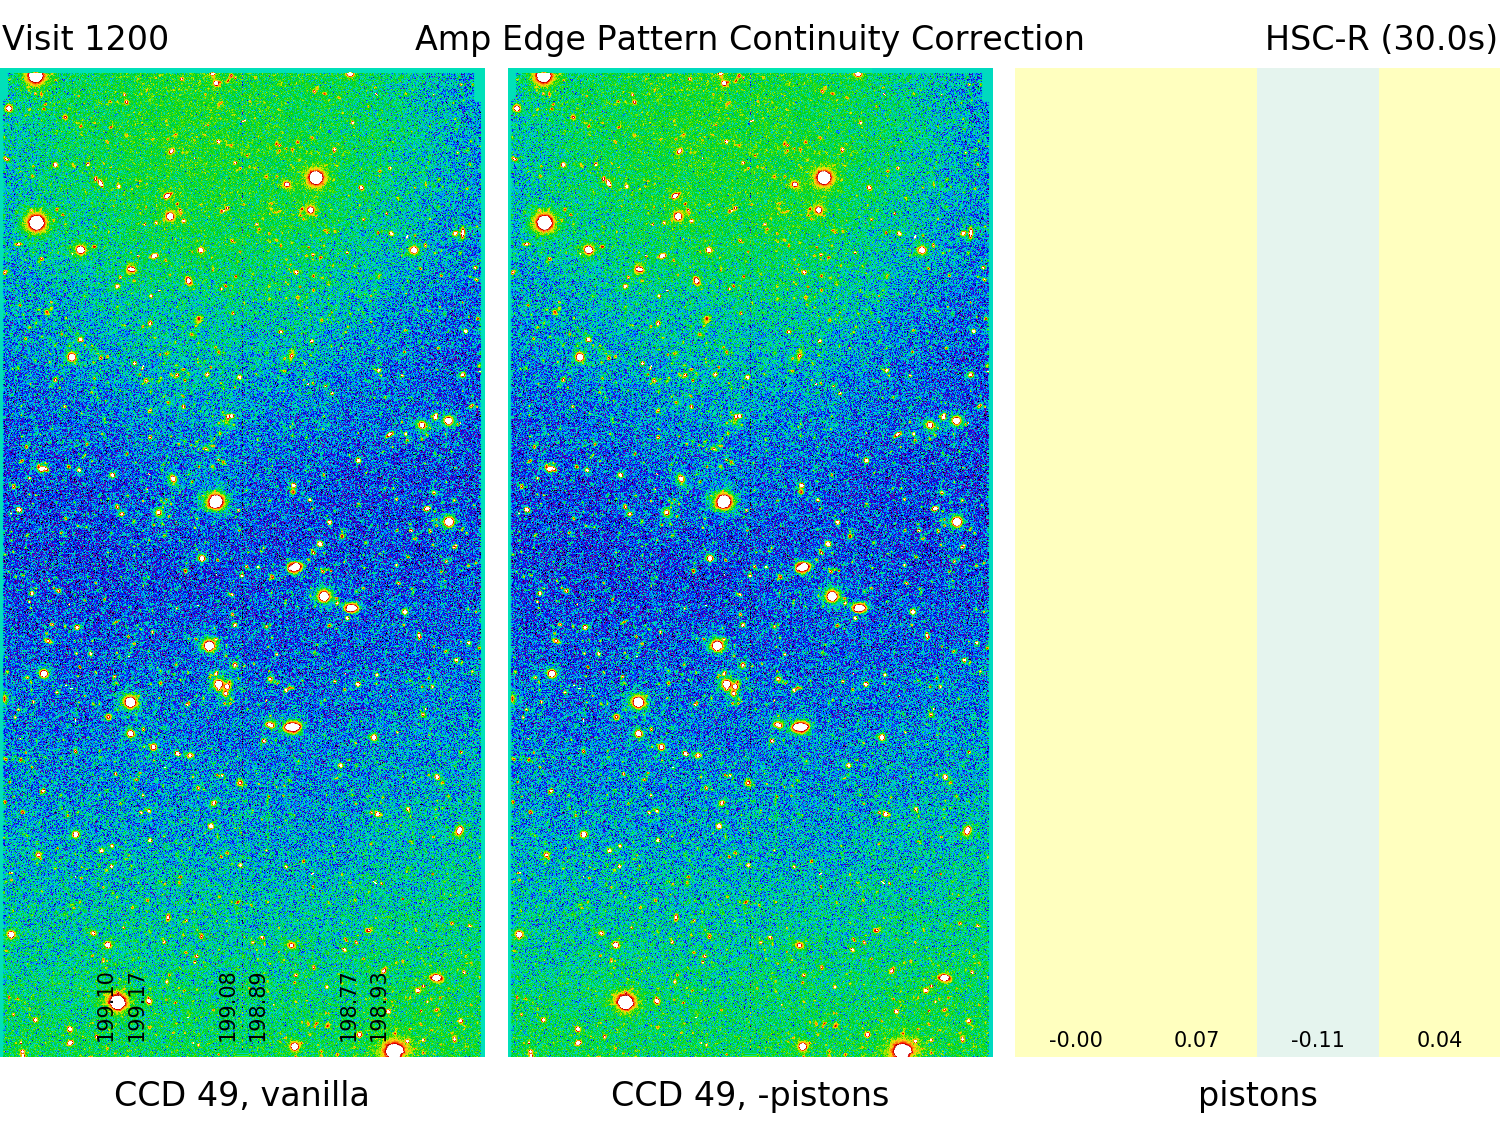 Visit 1200
Amp Edge Pattern Continuity Correction
HSC-R (30.0s)
199.10
199.17
199.08
198.89
198.77
198.93
-0.00
0.07
-0.11
0.04
CCD 49, vanilla
CCD 49, -pistons
pistons